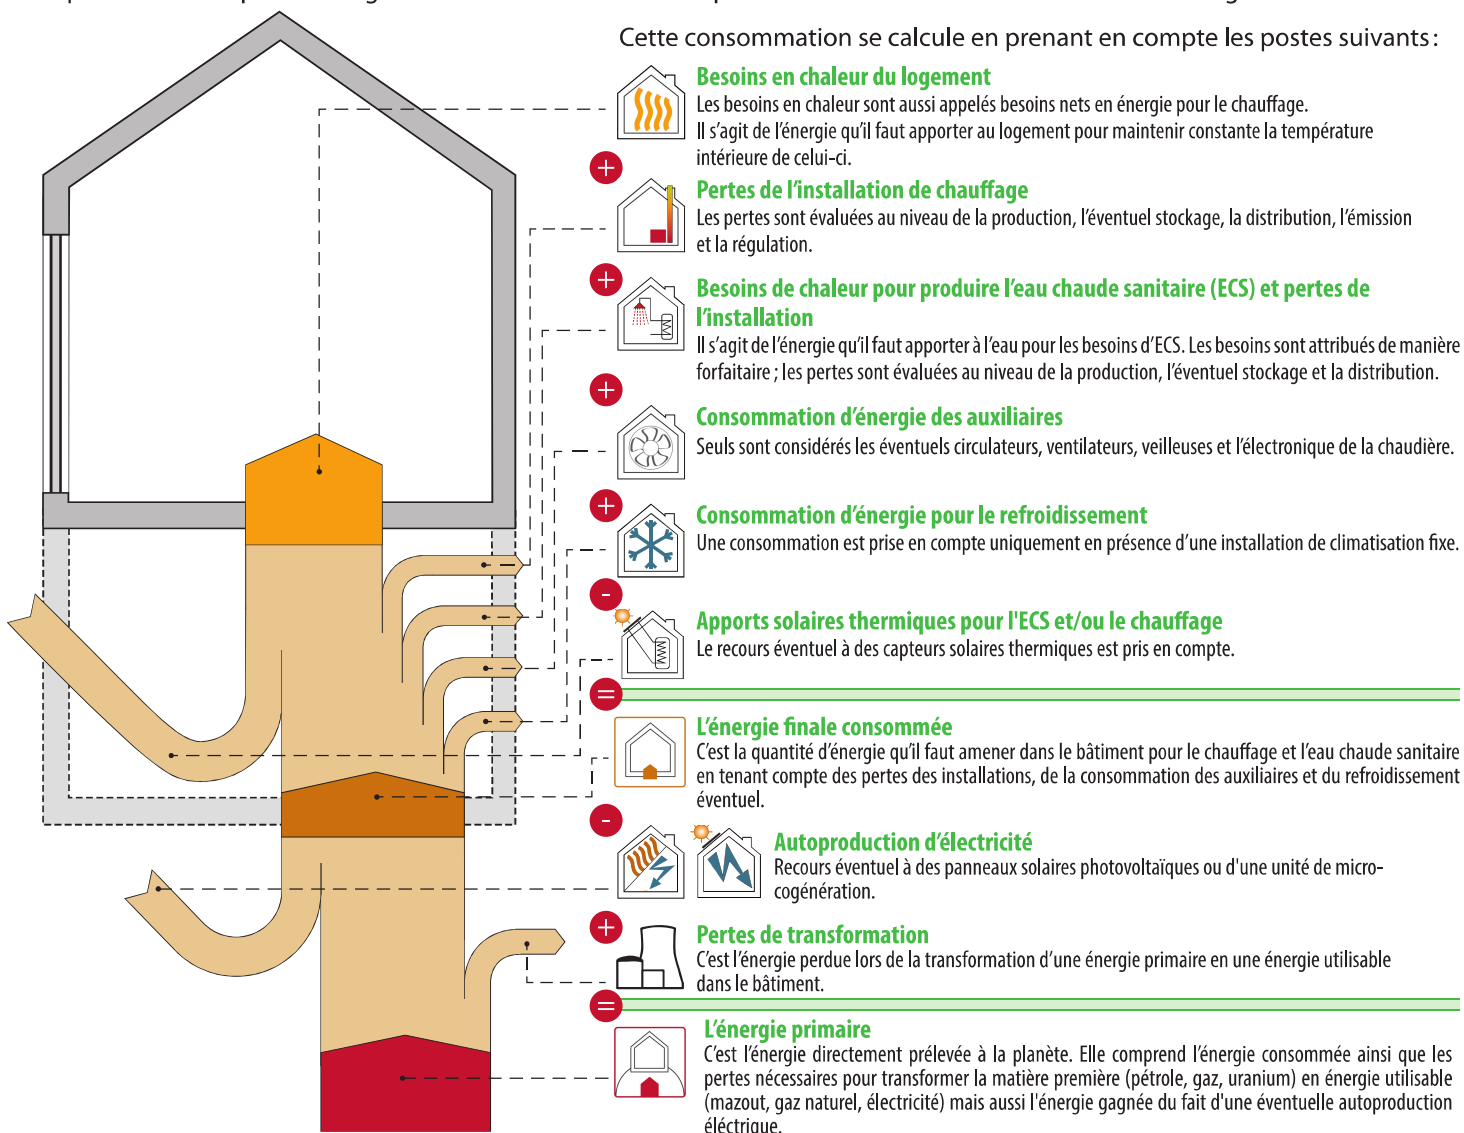 Cette consommation se calcule en prenant en compte les postes suivants :
Besoins en chaleur du logement
Les besoins en chaleur sont aussi appelés besoins nets en énergie pour le chauffage.
Il s’agit de l’énergie qu’il faut apporter au logement pour maintenir constante la température
intérieure de celui-ci.
+
Pertes de l’installation de chauffage
Les pertes sont évaluées au niveau de la production, l’éventuel stockage, la distribution, l’émission
et la régulation.
+
Besoins de chaleur pour produire l’eau chaude sanitaire (ECS) et pertes de
l’installation
Il s’agit de l’énergie qu’il faut apporter à l’eau pour les besoins d’ECS. Les besoins sont attribués de manière
forfaitaire ; les pertes sont évaluées au niveau de la production, l’éventuel stockage et la distribution.
+
Consommation d’énergie des auxiliaires
Seuls sont considérés les éventuels circulateurs, ventilateurs, veilleuses et l’électronique de la chaudière.
+
Consommation d’énergie pour le refroidissement
Une consommation est prise en compte uniquement en présence d’une installation de climatisation fixe.
-
Apports solaires thermiques pour l'ECS et/ou le chauffage
Le recours éventuel à des capteurs solaires thermiques est pris en compte.
=
L’énergie finale consommée
C’est la quantité d’énergie qu’il faut amener dans le bâtiment pour le chauffage et l’eau chaude sanitaire
en tenant compte des pertes des installations, de la consommation des auxiliaires et du refroidissement
éventuel.
-
Autoproduction d’électricité
Recours éventuel à des panneaux solaires photovoltaïques ou d'une unité de micro-
cogénération.
+
Pertes de transformation
C’est l’énergie perdue lors de la transformation d’une énergie primaire en une énergie utilisable
dans le bâtiment.
=
L’énergie primaire
C’est l’énergie directement prélevée à la planète. Elle comprend l’énergie consommée ainsi que les
pertes nécessaires pour transformer la matière première (pétrole, gaz, uranium) en énergie utilisable
(mazout, gaz naturel, électricité) mais aussi l'énergie gagnée du fait d'une éventuelle autoproduction
éléctrique.